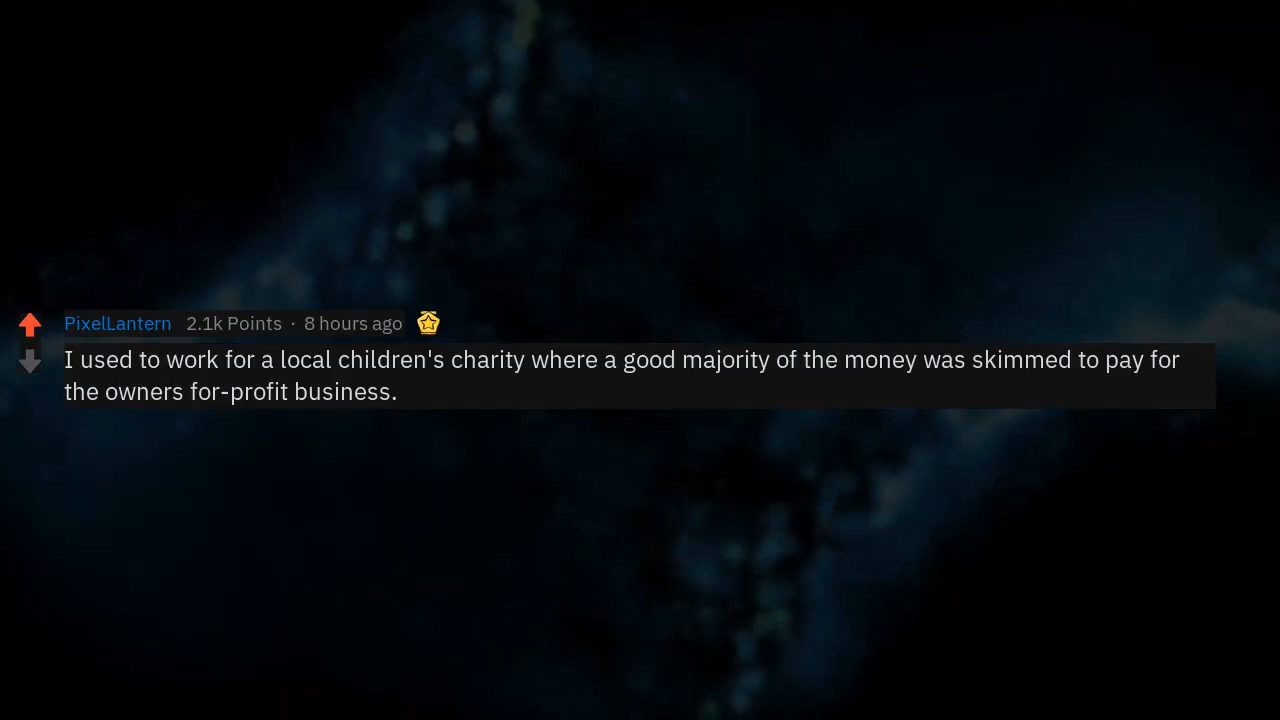 PixelLantern 2.1k Points · 8 hours ago
I used to work for a local children's charity where a good majority of the money was skimmed to pay for
the owners for-profit business.